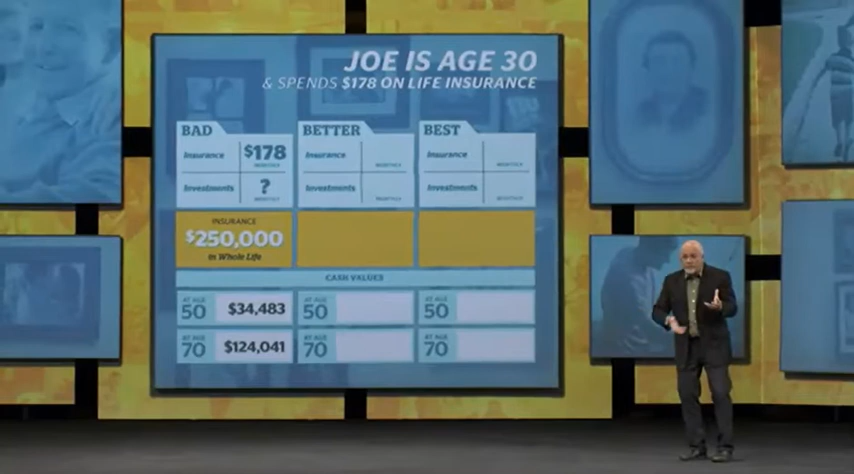 JOE IS AGE 30
& SPENDS $178 ON LIFE INSURANCE
BAD BETTER BEST
Insurance $178 MONTHLY Insurance MONTHLY Insurance MONTHLY
Investments ? MONTHLY Investments MONTHLY Investments MONTHLY
INSURANCE
$250,000
in Whole Life
CASH VALUES
AT AGE 50 $34,483 AT AGE 50 AT AGE 50
AT AGE 70 $124,041 AT AGE 70 AT AGE 70